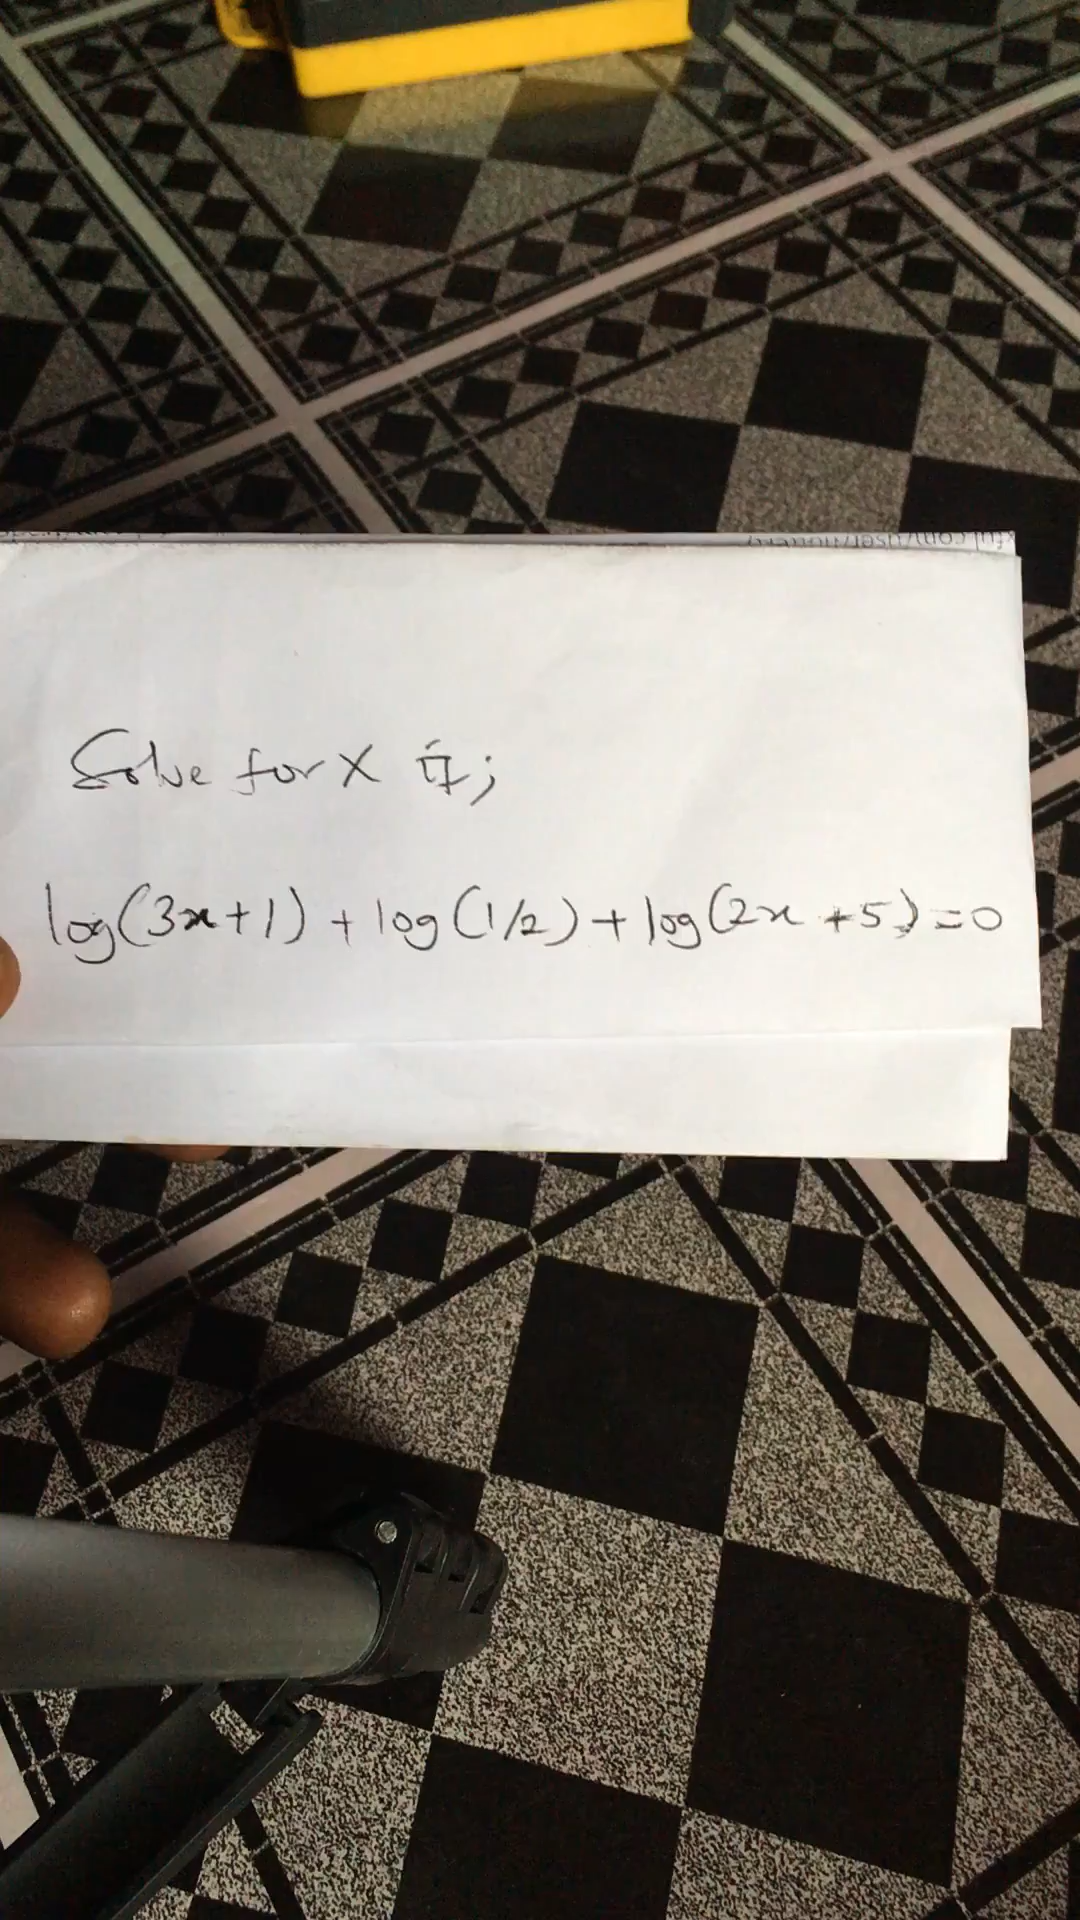 Solve for X if;
log(3x+1) + log(1/2) + log(2x +5) = 0